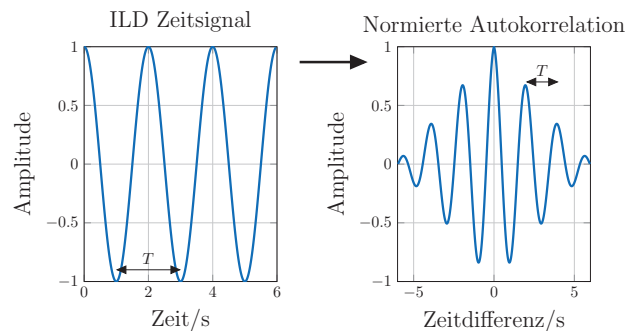 ILD Zeitsignal
Normierte Autokorrelation
Amplitude
1
0.5
0
−0.5
−1
T
0
2
4
6
Zeit/s
Amplitude
1
0.5
0
−0.5
−1
T
−5
0
5
Zeitdifferenz/s